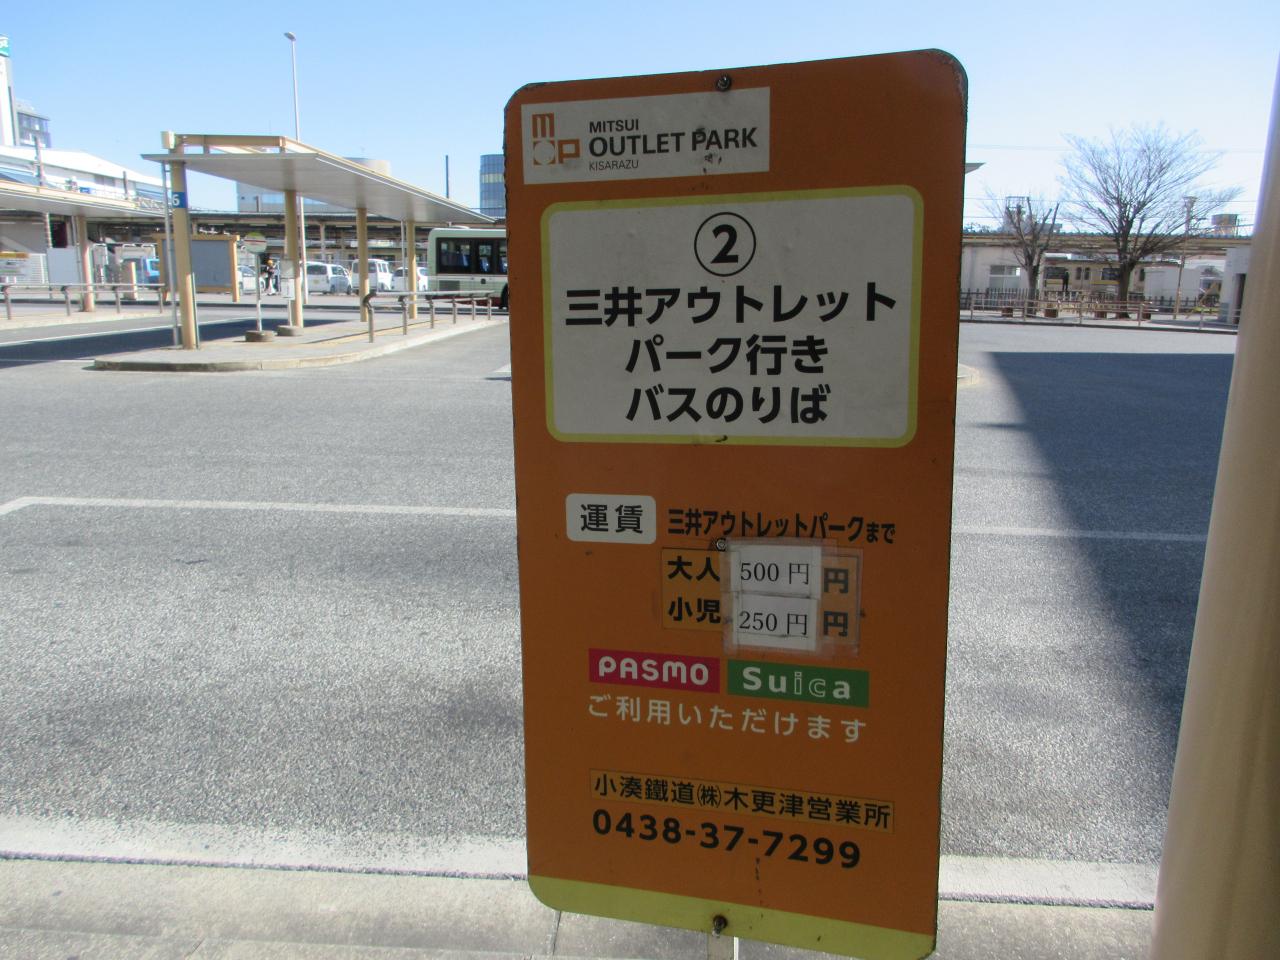 MITSUI
OUTLET PARK
KISARAZU
②
三井アウトレット
パーク行き
バスのりば
運賃
三井アウトレットパークまで
大人 500円 円
小児 250円 円
PASMO Suica
ご利用いただけます
小湊鐵道㈱木更津営業所
0438-37-7299
6